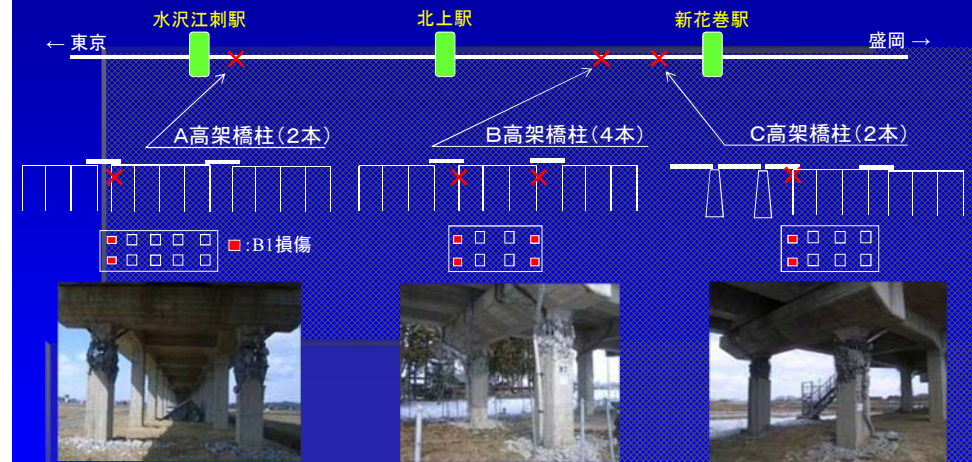 水沢江刺駅
北上駅
新花巻駅
← 東京
盛岡 →
A高架橋柱(2本)
B高架橋柱(4本)
C高架橋柱(2本)
:B1損傷